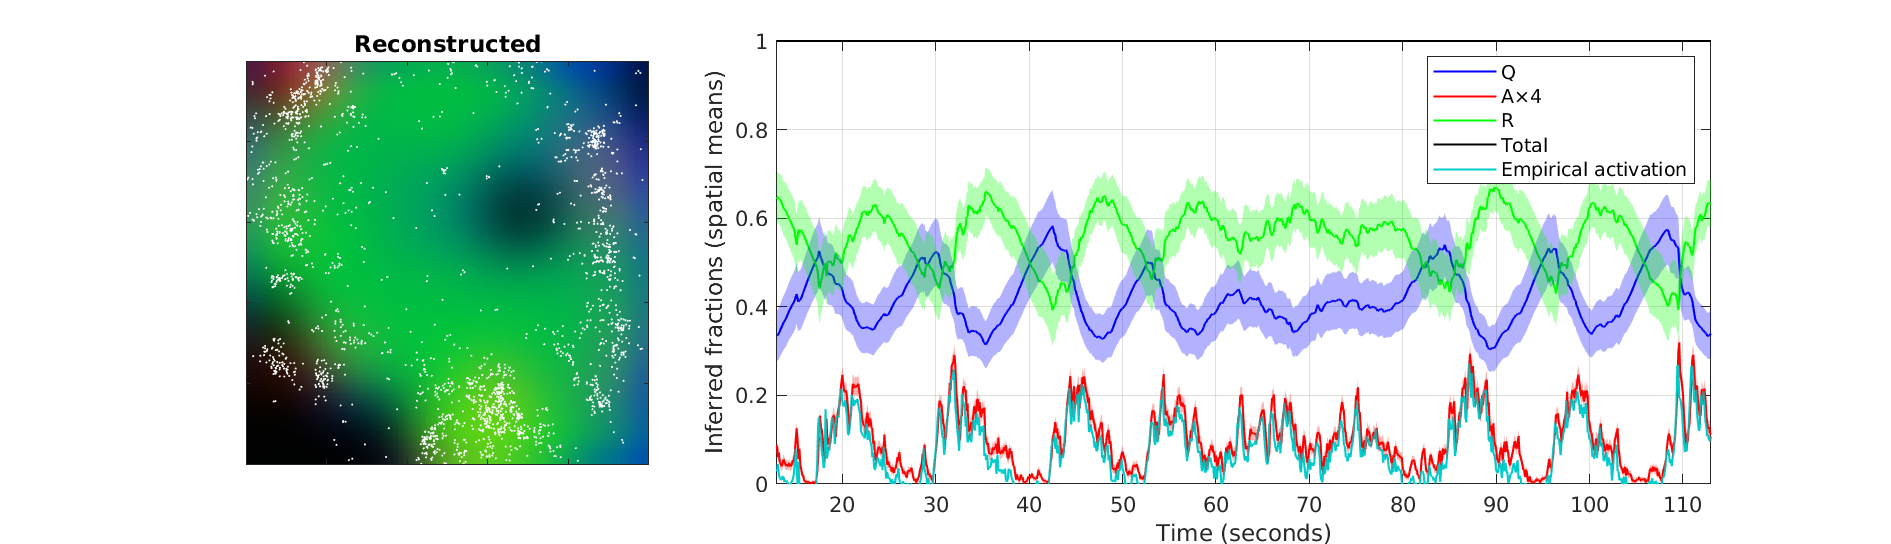 Reconstructed
Inferred fractions (spatial means)
1
0.8
0.6
0.4
0.2
0
Q
A×4
R
Total
Empirical activation
20 30 40 50 60 70 80 90 100 110
Time (seconds)